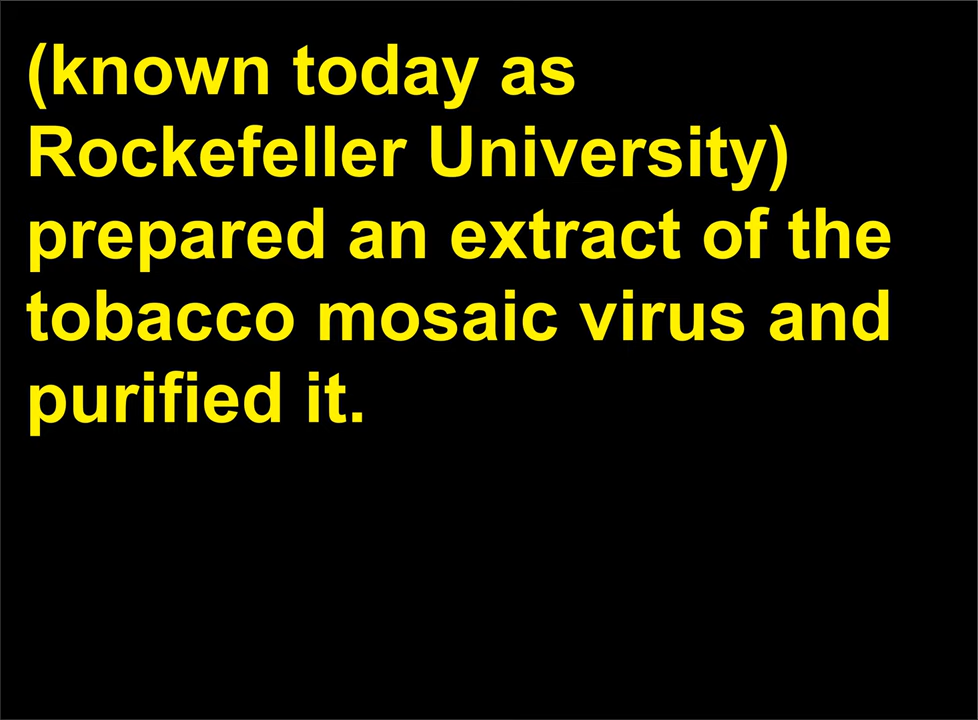 (known today as
Rockefeller University)
prepared an extract of the
tobacco mosaic virus and
purified it.